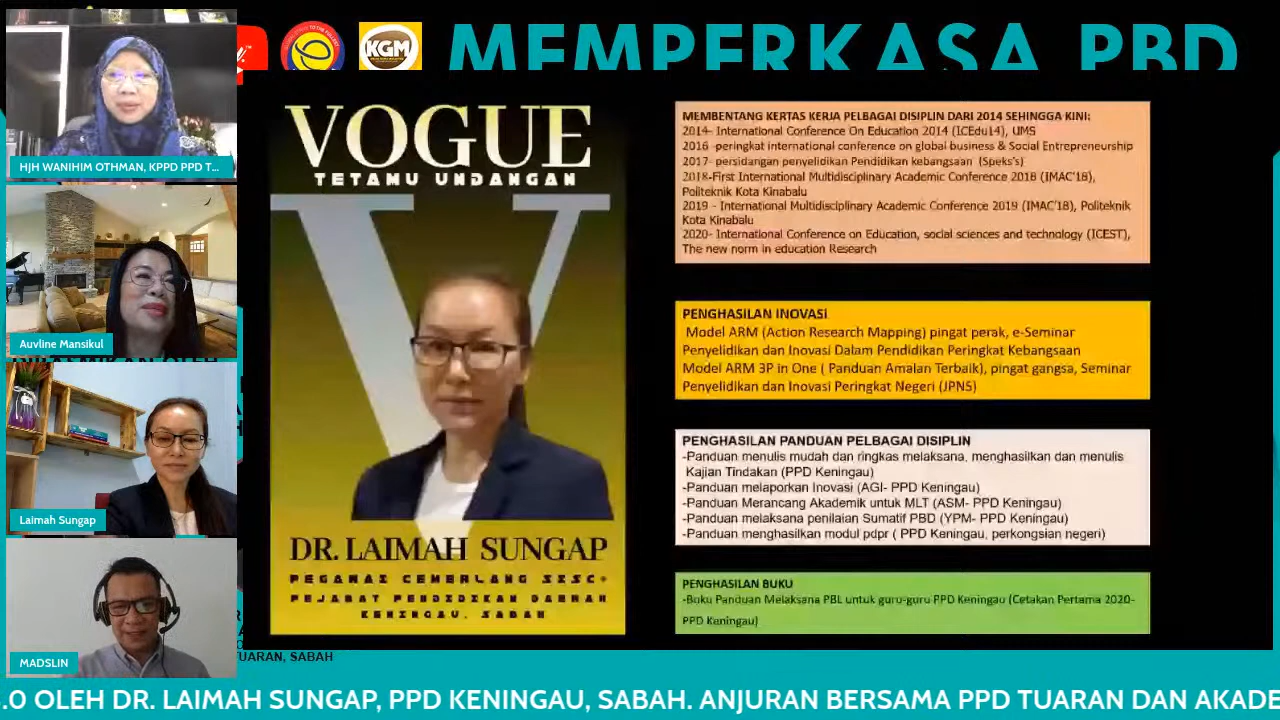 HJH WANIHIM OTHMAN, KPPD PPD T...
Auvline Mansikul
Laimah Sungap
MADSLIN
KGM
MEMPERKASA PBD
VOGUE
TETAMU UNDANGAN
V
DR. LAIMAH SUNGAP
PEGAWAI CEMERLANG SISC+
PEJABAT PENDIDIKAN DAERAH
KENINGAU, SABAH
MEMBENTANG KERTAS KERJA PELBAGAI DISIPLIN DARI 2014 SEHINGGA KINI:
2014- International Conference On Education 2014 (ICEdu14), UMS
2016 -peringkat international conference on global business & Social Entrepreneurship
2017- persidangan penyelidikan Pendidikan kebangsaan (Speks's)
2018-First International Multidisciplinary Academic Conference 2018 (IMAC'18),
Politeknik Kota Kinabalu
2019 - International Multidisciplinary Academic Conference 2019 (IMAC'18), Politeknik
Kota Kinabalu
2020- International Conference on Education, social sciences and technology (ICEST),
The new norm in education Research
PENGHASILAN INOVASI
Model ARM (Action Research Mapping) pingat perak, e-Seminar
Penyelidikan dan Inovasi Dalam Pendidikan Peringkat Kebangsaan
Model ARM 3P in One ( Panduan Amalan Terbaik), pingat gangsa, Seminar
Penyelidikan dan Inovasi Peringkat Negeri (JPNS)
PENGHASILAN PANDUAN PELBAGAI DISIPLIN
-Panduan menulis mudah dan ringkas melaksana, menghasilkan dan menulis
Kajian Tindakan (PPD Keningau)
-Panduan melaporkan Inovasi (AGI- PPD Keningau)
-Panduan Merancang Akademik untuk MLT (ASM- PPD Keningau)
-Panduan melaksana penilaian Sumatif PBD (YPM- PPD Keningau)
-Panduan menghasilkan modul pdpr ( PPD Keningau, perkongsian negeri)
PENGHASILAN BUKU
-Buku Panduan Melaksana PBL untuk guru-guru PPD Keningau (Cetakan Pertama 2020-
PPD Keningau)
TUARAN, SABAH
.0 OLEH DR. LAIMAH SUNGAP, PPD KENINGAU, SABAH. ANJURAN BERSAMA PPD TUARAN DAN AKADE